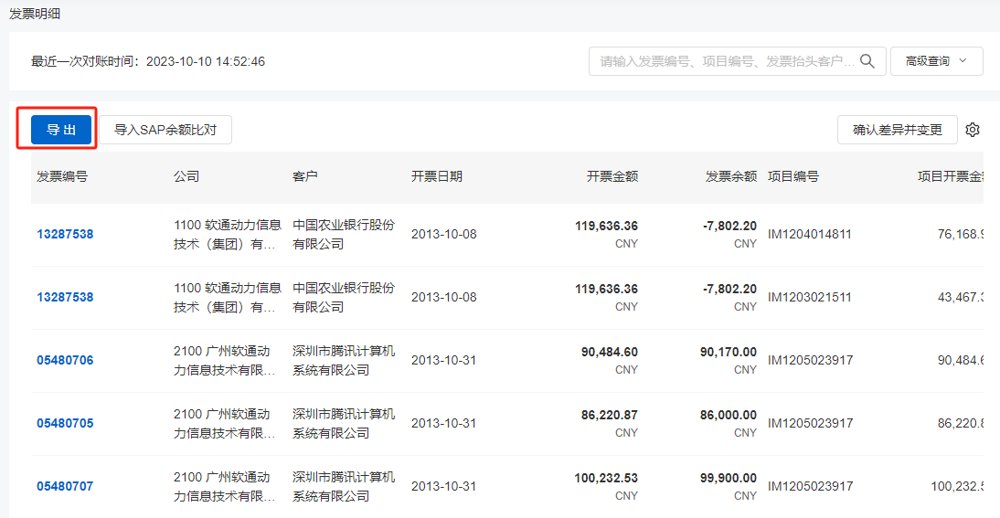 发票明细
最近一次对账时间：2023-10-10 14:52:46
请输入发票编号、项目编号、发票抬头客户...
高级查询
导 出
导入SAP余额比对
确认差异并变更
发票编号 公司 客户 开票日期 开票金额 发票余额 项目编号 项目开票金
1100 软通动力信息 中国农业银行股份 119,636.36 -7,802.20
13287538 2013-10-08 IM1204014811 76,168.9
技术（集团）有... 有限公司 CNY CNY
1100 软通动力信息 中国农业银行股份 119,636.36 -7,802.20
13287538 2013-10-08 IM1203021511 43,467.3
技术（集团）有... 有限公司 CNY CNY
2100 广州软通动 深圳市腾讯计算机 90,484.60 90,170.00
05480706 2013-10-31 IM1205023917 90,484.6
力信息技术有限... 系统有限公司 CNY CNY
2100 广州软通动 深圳市腾讯计算机 86,220.87 86,000.00
05480705 2013-10-31 IM1205023917 86,220.8
力信息技术有限... 系统有限公司 CNY CNY
2100 广州软通动 深圳市腾讯计算机 100,232.53 99,900.00
05480707 2013-10-31 IM1205023917 100,232.5
力信息技术有限... 系统有限公司 CNY CNY